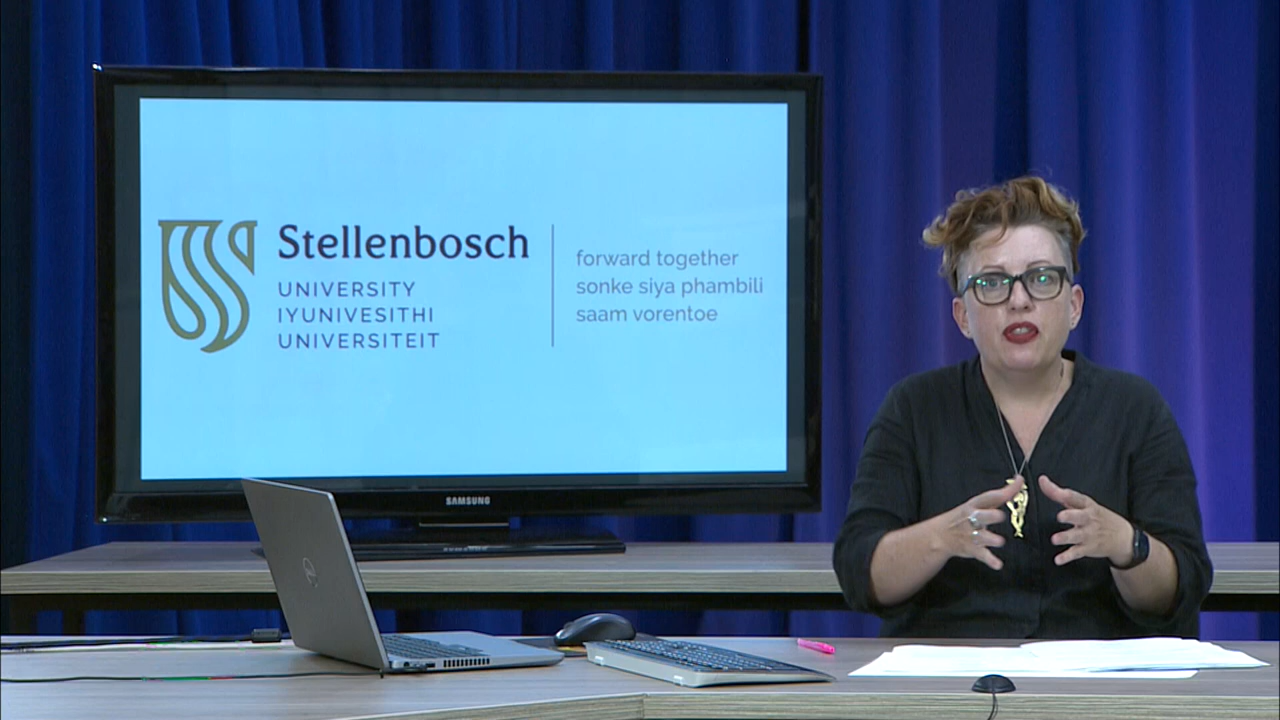 Stellenbosch
UNIVERSITY
IYUNIVESITHI
UNIVERSITEIT
forward together
sonke siya phambili
saam vorentoe
SAMSUNG